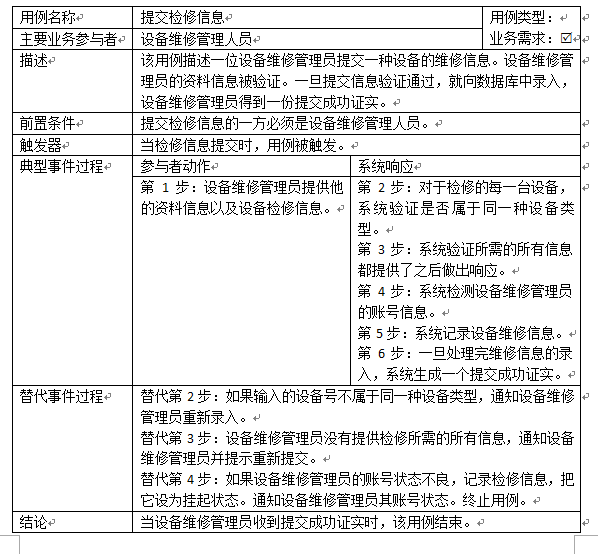 用例名称 提交检修信息 用例类型：
主要业务参与者 设备维修管理人员 业务需求：☑
描述 该用例描述一位设备维修管理员提交一种设备的维修信息。设备维修管
理员的资料信息被验证。一旦提交信息验证通过，就向数据库中录入，
设备维修管理员得到一份提交成功证实。
前置条件 提交检修信息的一方必须是设备维修管理人员。
触发器 当检修信息提交时，用例被触发。
典型事件过程 参与者动作 系统响应
第 1 步：设备维修管理员提供他
的资料信息以及设备检修信息。
第 2 步：对于检修的每一台设备，
系统验证是否属于同一种设备类
型。
第 3 步：系统验证所需的所有信息
都提供了之后做出响应。
第 4 步：系统检测设备维修管理员
的账号信息。
第 5 步：系统记录设备维修信息。
第 6 步：一旦处理完维修信息的录
入，系统生成一个提交成功证实。
替代事件过程 替代第 2 步：如果输入的设备号不属于同一种设备类型，通知设备维修
管理员重新录入。
替代第 3 步：设备维修管理员没有提供检修所需的所有信息，通知设备
维修管理员并提示重新提交。
替代第 4 步：如果设备维修管理员的账号状态不良，记录检修信息，把
它设为挂起状态。通知设备维修管理员其账号状态。终止用例。
结论 当设备维修管理员收到提交成功证实时，该用例结束。